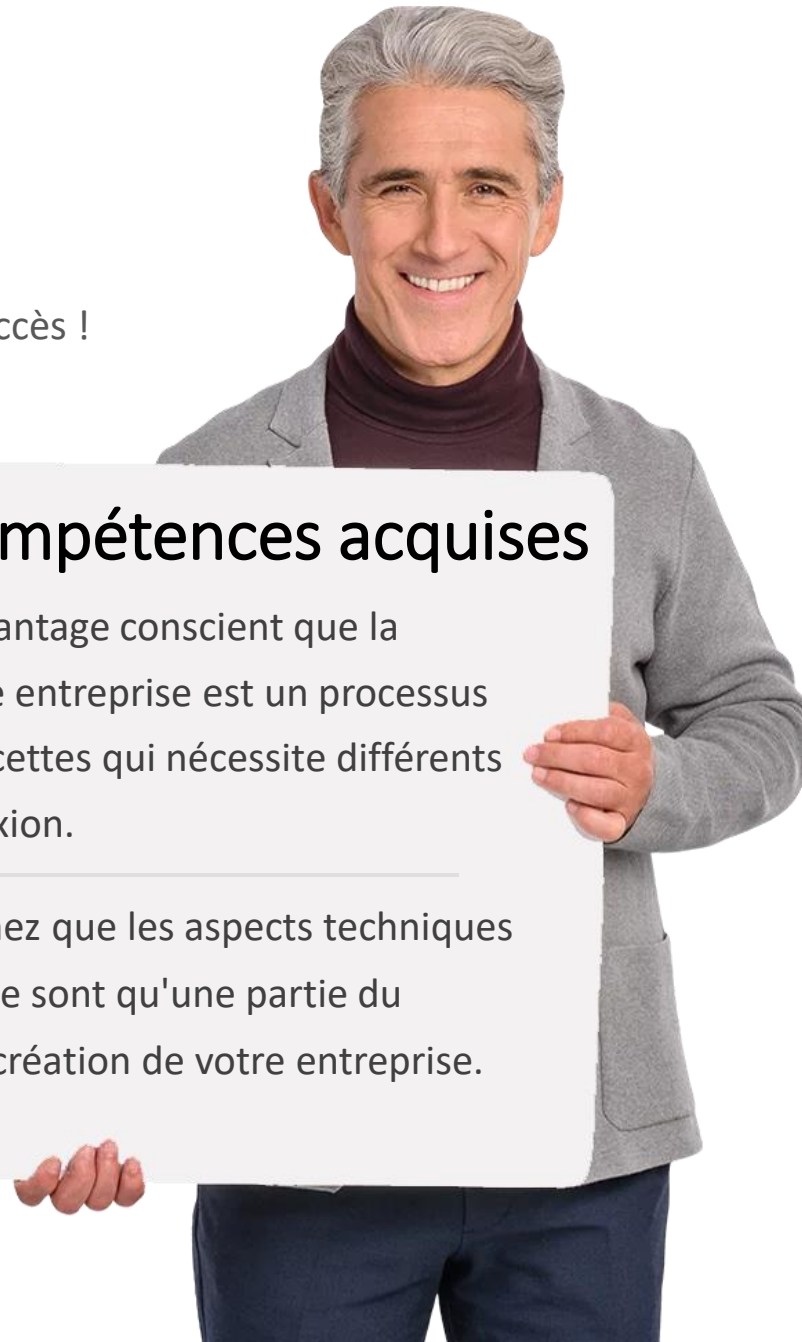 ccès !
mpétences acquises
antage conscient que la
e entreprise est un processus
cettes qui nécessite différents
xion.
nez que les aspects techniques
e sont qu'une partie du
création de votre entreprise.